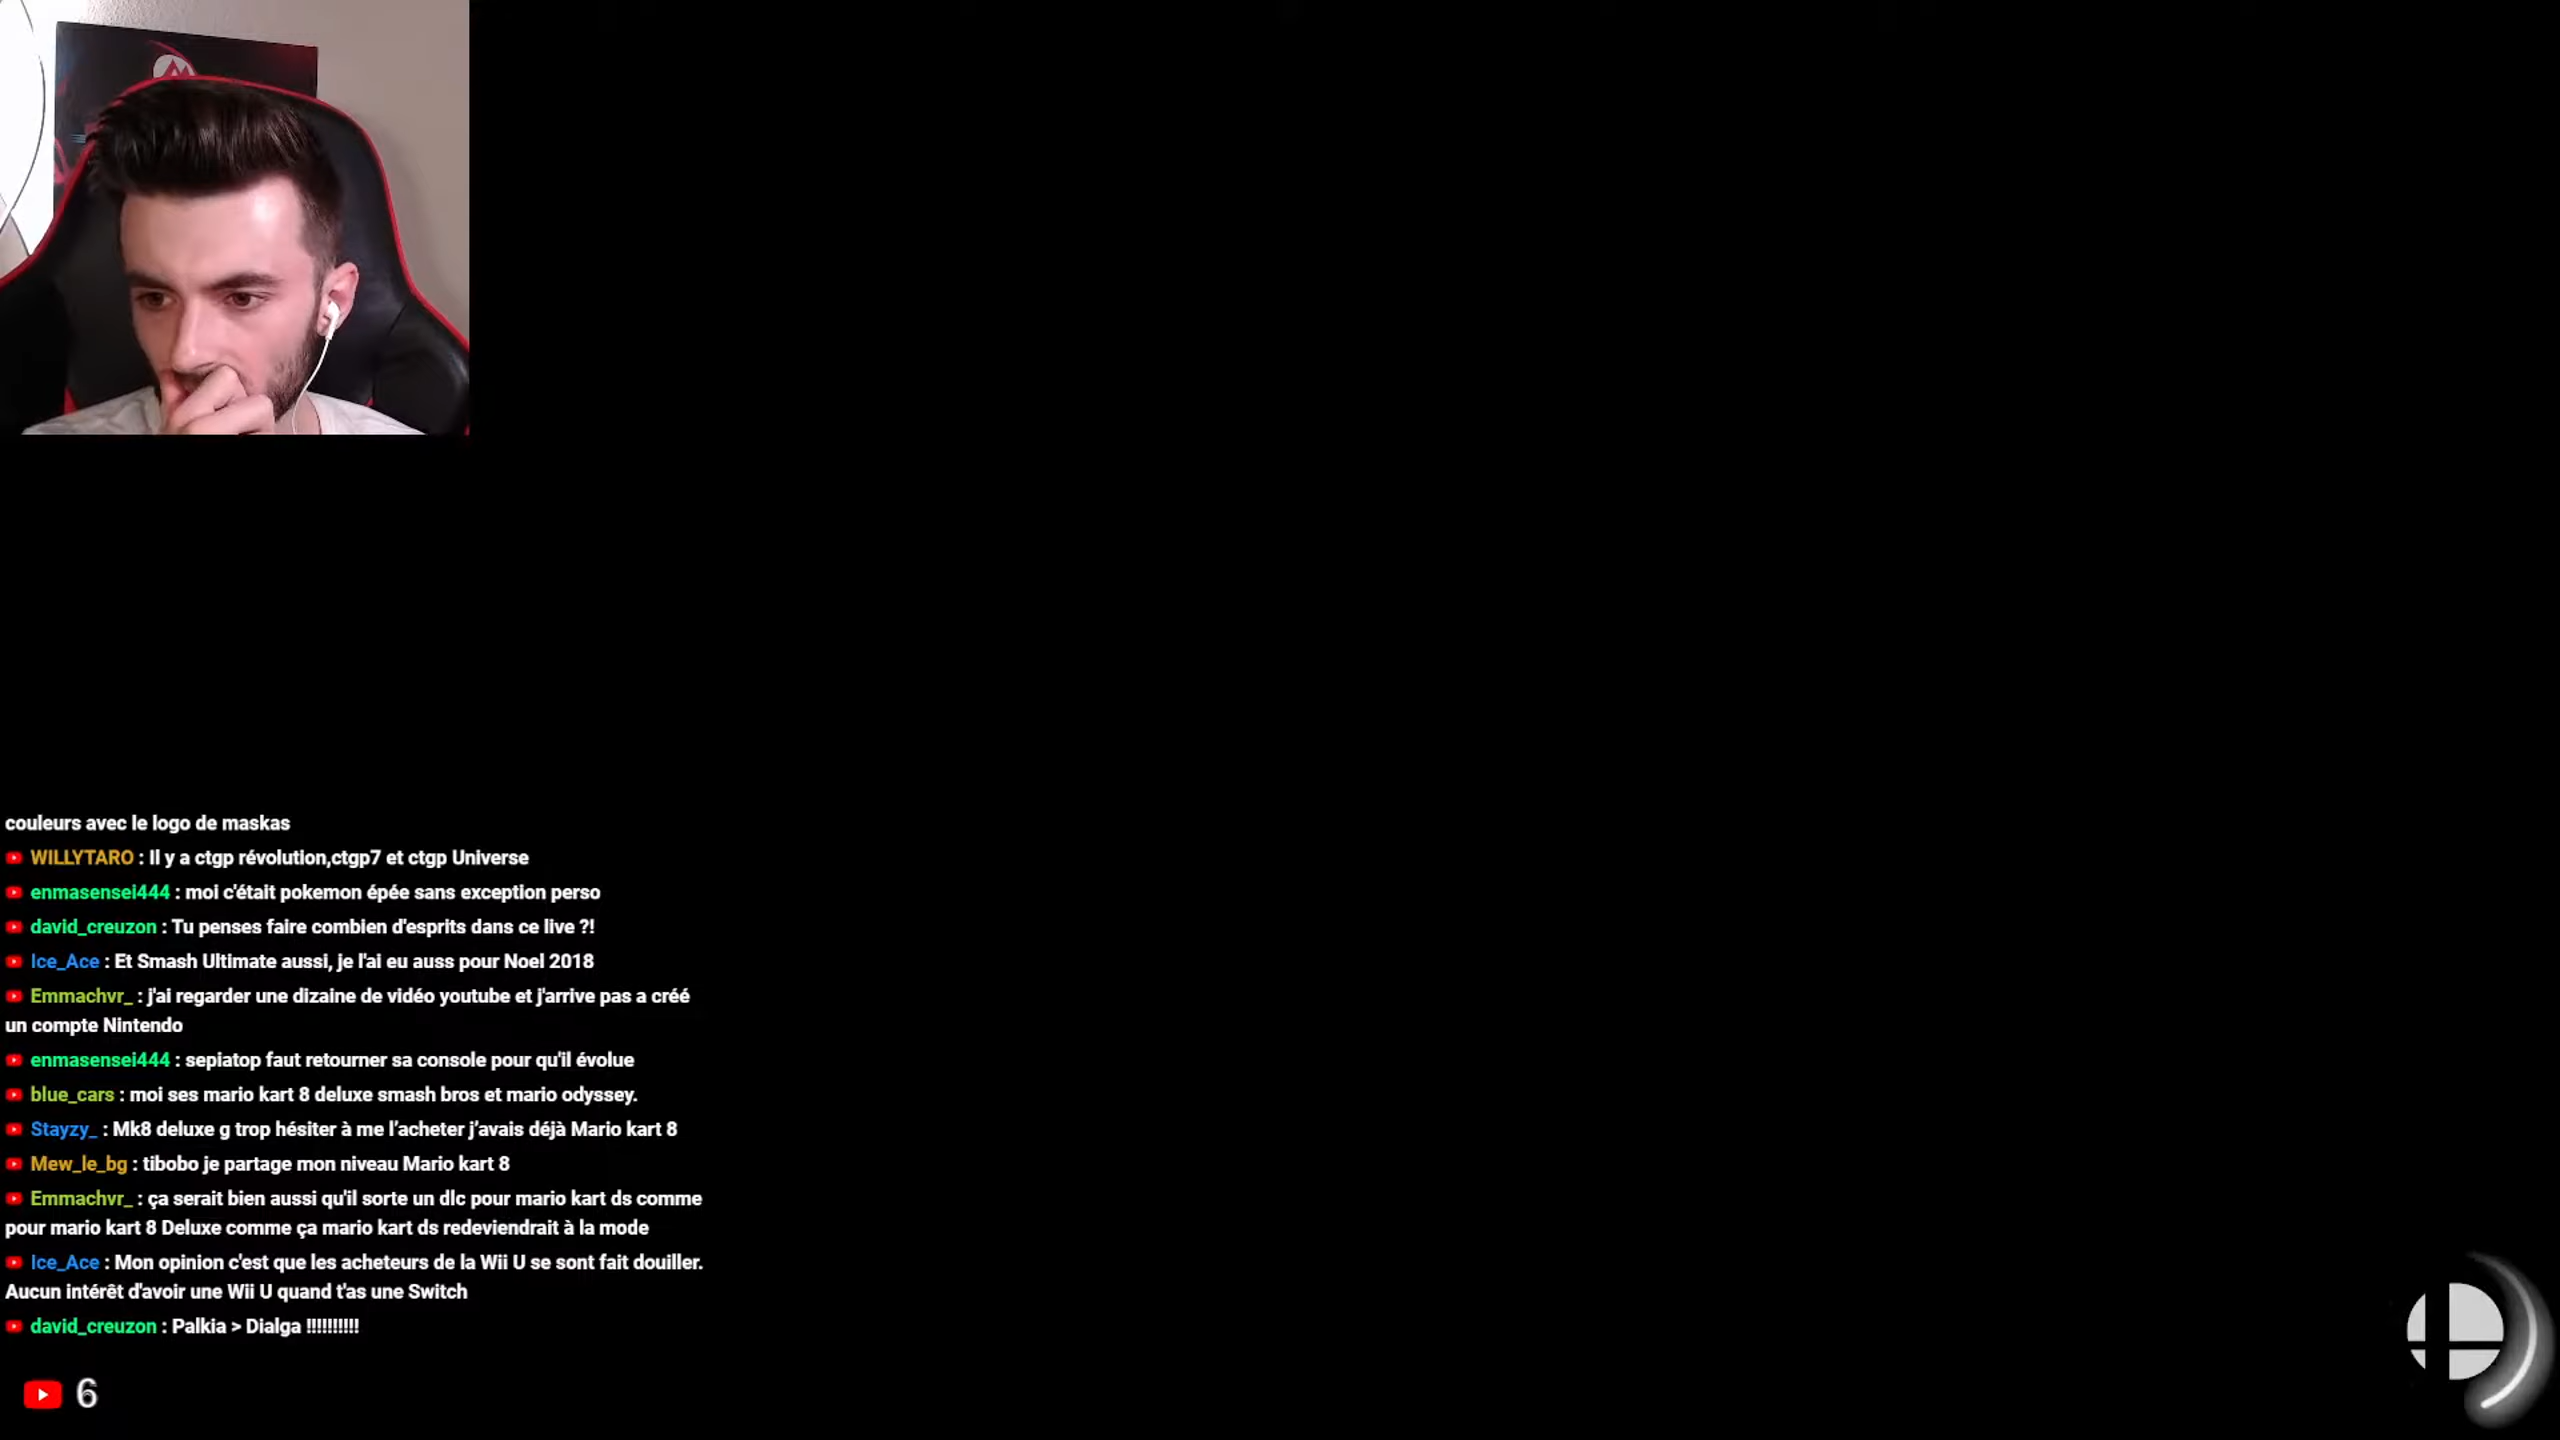 couleurs avec le logo de maskas
WILLYTARO : Il y a ctgp révolution,ctgp7 et ctgp Universe
enmasensei444 : moi c'était pokemon épée sans exception perso
david_creuzon : Tu penses faire combien d'esprits dans ce live ?!
Ice_Ace : Et Smash Ultimate aussi, je l'ai eu auss pour Noel 2018
Emmachvr_ : j'ai regarder une dizaine de vidéo youtube et j'arrive pas a créé
un compte Nintendo
enmasensei444 : sepiatop faut retourner sa console pour qu'il évolue
blue_cars : moi ses mario kart 8 deluxe smash bros et mario odyssey.
Stayzy_ : Mk8 deluxe g trop hésiter à me l’acheter j’avais déjà Mario kart 8
Mew_le_bg : tibobo je partage mon niveau Mario kart 8
Emmachvr_ : ça serait bien aussi qu'il sorte un dlc pour mario kart ds comme
pour mario kart 8 Deluxe comme ça mario kart ds redeviendrait à la mode
Ice_Ace : Mon opinion c'est que les acheteurs de la Wii U se sont fait douiller.
Aucun intérêt d'avoir une Wii U quand t'as une Switch
david_creuzon : Palkia > Dialga !!!!!!!!!!
6